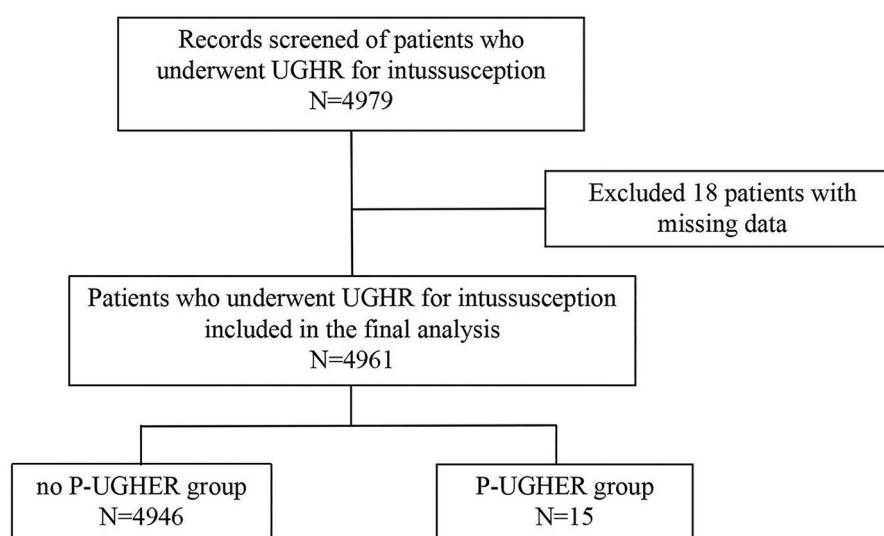 Records screened of patients who
underwent UGHR for intussusception
N=4979
Excluded 18 patients with
missing data
Patients who underwent UGHR for intussusception
included in the final analysis
N=4961
no P-UGHER group
N=4946
P-UGHER group
N=15